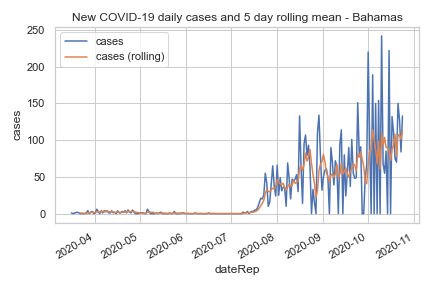 New COVID-19 daily cases and 5 day rolling mean - Bahamas
cases
cases (rolling)
250
200
150
100
50
0
cases
2020-04
2020-05
2020-06
2020-07
2020-08
2020-09
2020-10
2020-11
dateRep